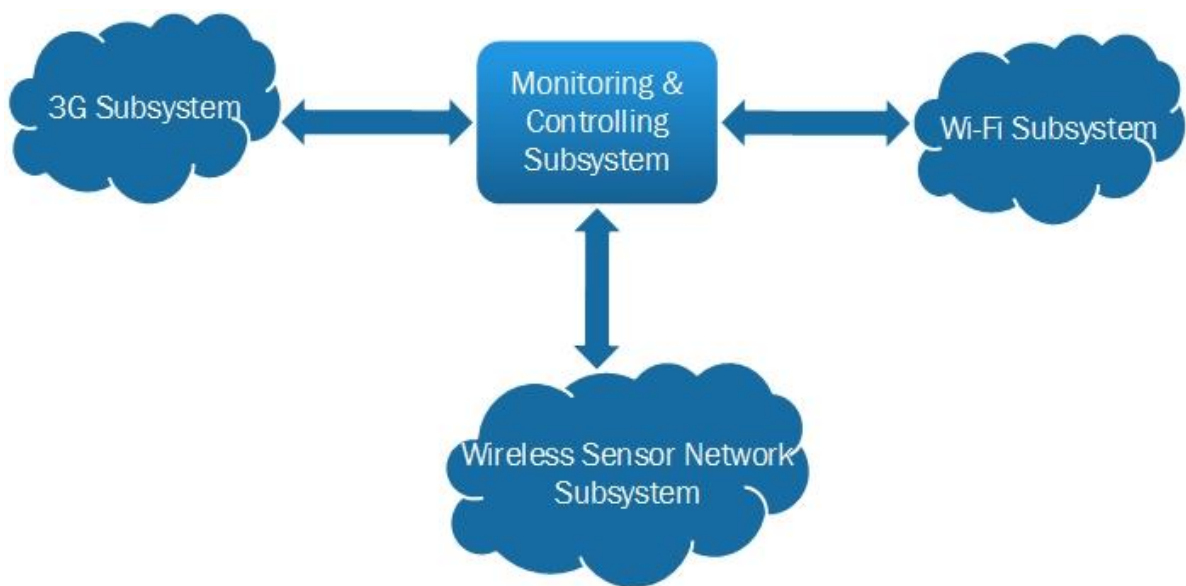 3G Subsystem
Monitoring &
Controlling
Subsystem
Wi-Fi Subsystem
Wireless Sensor Network
Subsystem